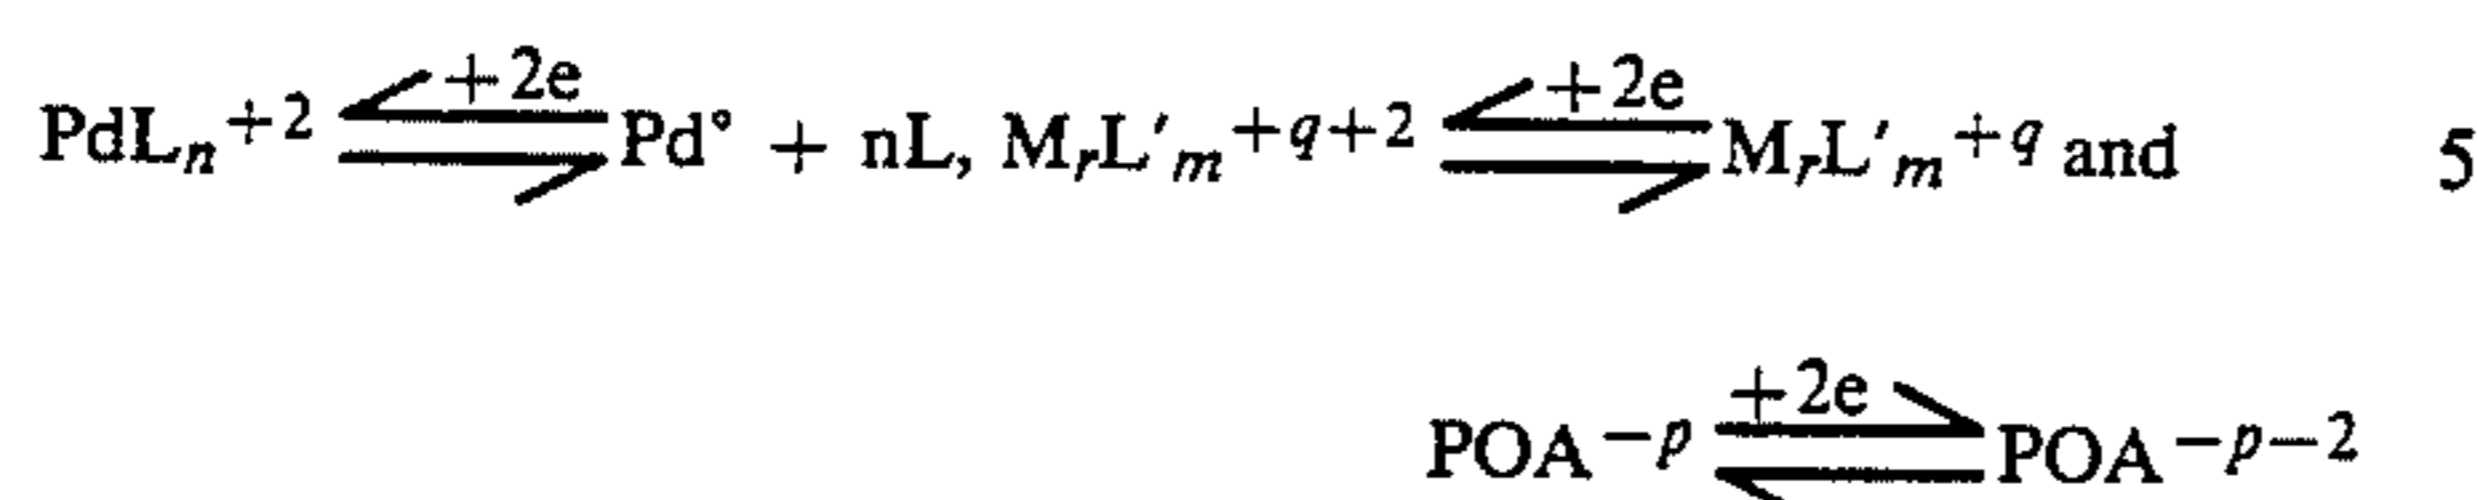 PdLₙ⁺² ⇌ +2e Pd° + nL, MᵣL′ₘ^{+q+2} ⇌ +2e MᵣL′ₘ^{+q} and 5
POA^{−p} ⇌ +2e POA^{−p−2}